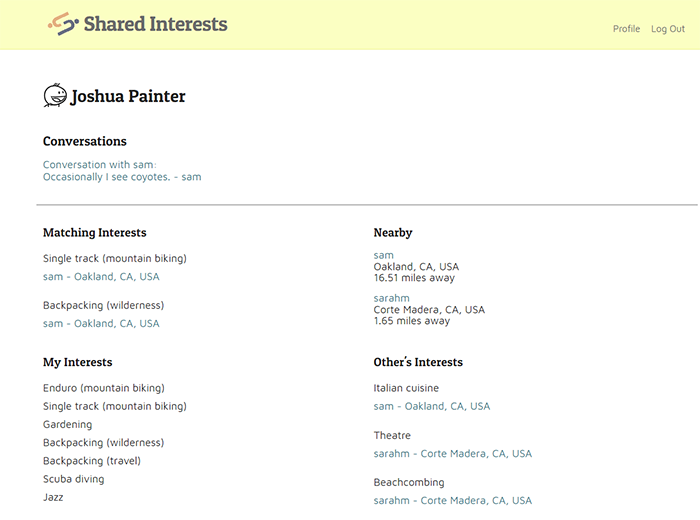 Shared Interests
Profile Log Out
Joshua Painter
Conversations
Conversation with sam:
Occasionally I see coyotes. - sam
Matching Interests
Single track (mountain biking)
sam - Oakland, CA, USA
Backpacking (wilderness)
sam - Oakland, CA, USA
Nearby
sam
Oakland, CA, USA
16.51 miles away
sarahm
Corte Madera, CA, USA
1.65 miles away
My Interests
Enduro (mountain biking)
Single track (mountain biking)
Gardening
Backpacking (wilderness)
Backpacking (travel)
Scuba diving
Jazz
Other's Interests
Italian cuisine
sam - Oakland, CA, USA
Theatre
sarahm - Corte Madera, CA, USA
Beachcombing
sarahm - Corte Madera, CA, USA